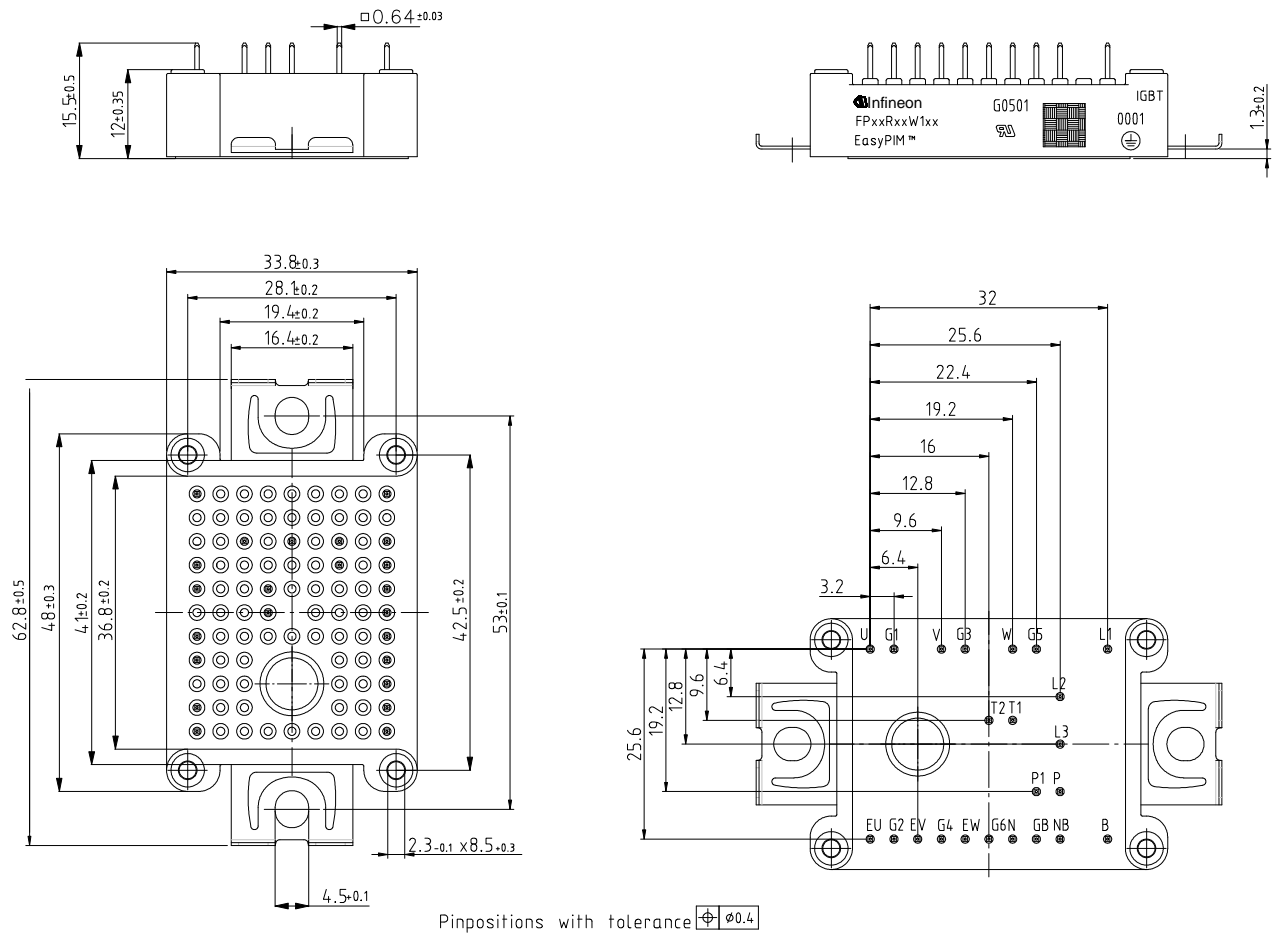 □0.64±0.03
15.5±0.5
12±0.35
Infineon
FPxxRxxW1xx
EasyPIM™
G0501
IGBT
0001
1.3±0.2
33.8±0.3
28.1±0.2
19.4±0.2
16.4±0.2
62.8±0.5
48±0.3
41±0.2
36.8±0.2
42.5±0.2
53±0.1
2.3-0.1 x8.5+0.3
4.5+0.1
32
25.6
22.4
19.2
16
12.8
9.6
6.4
3.2
U G1 V G3 W G5 L1
6.4
9.6
12.8
19.2
25.6
L2
T2 T1
L3
P1 P
EU G2 EV G4 EW G6 N GB NB B
Pinpositions with tolerance ⌖ ⌀0.4